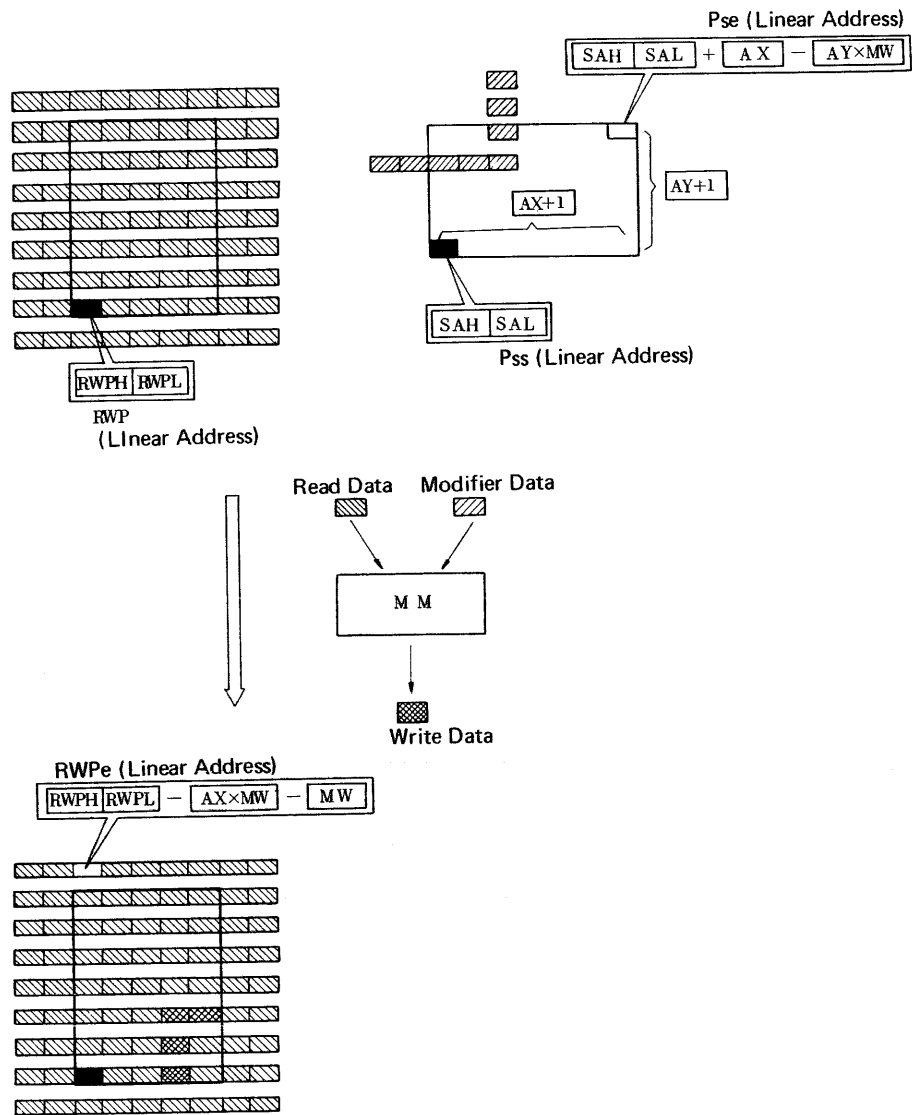 Pse (Linear Address)
SAH SAL + AX − AY×MW
AX+1
AY+1
SAH SAL
Pss (Linear Address)
RWPH RWPL
RWP
(LInear Address)
Read Data
Modifier Data
M M
Write Data
RWPe (Linear Address)
RWPH RWPL − AX×MW − MW